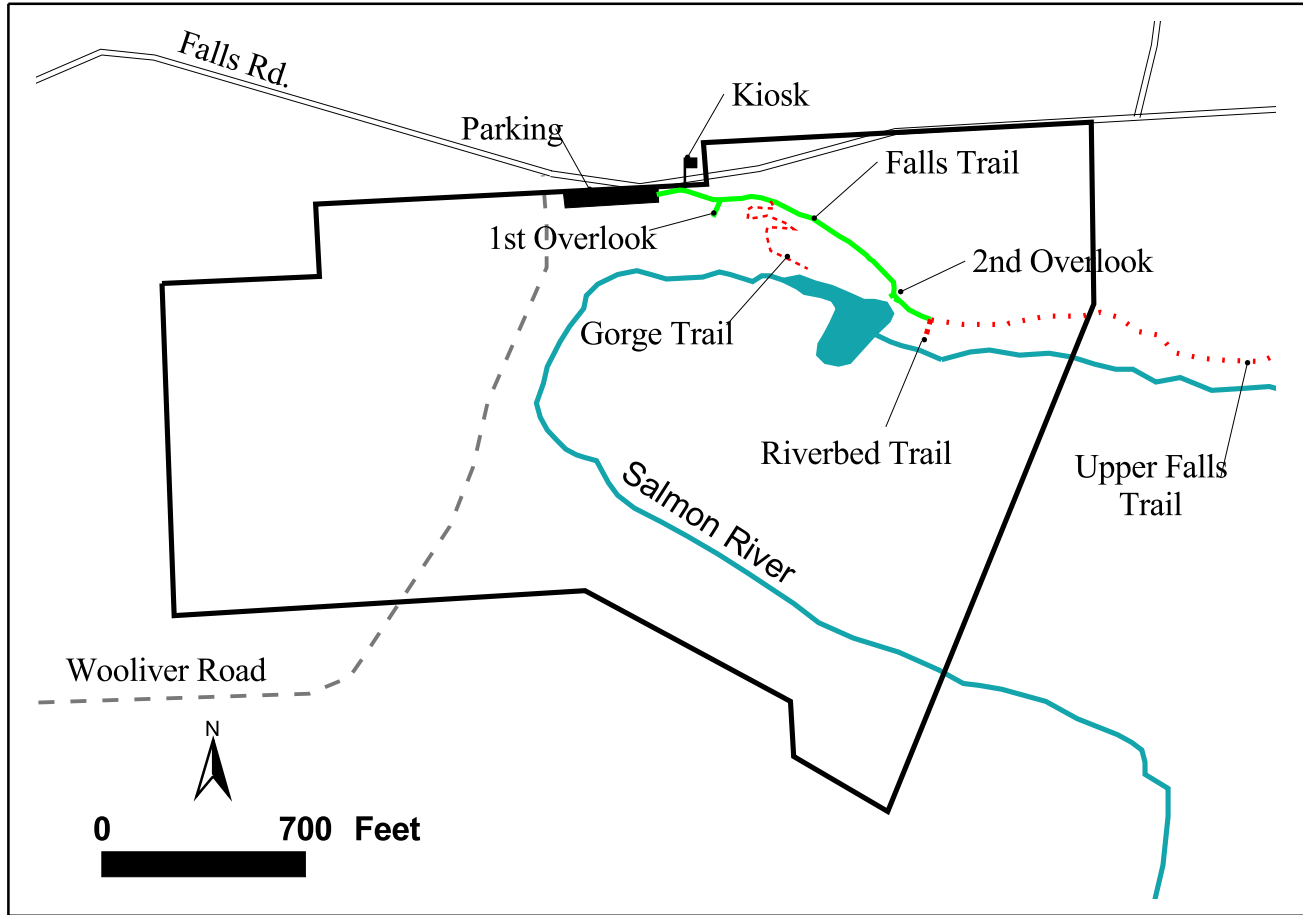 Falls Rd.
Kiosk
Parking
Falls Trail
1st Overlook
2nd Overlook
Gorge Trail
Riverbed Trail
Upper Falls
Trail
Salmon River
Wooliver Road
N
0 700 Feet